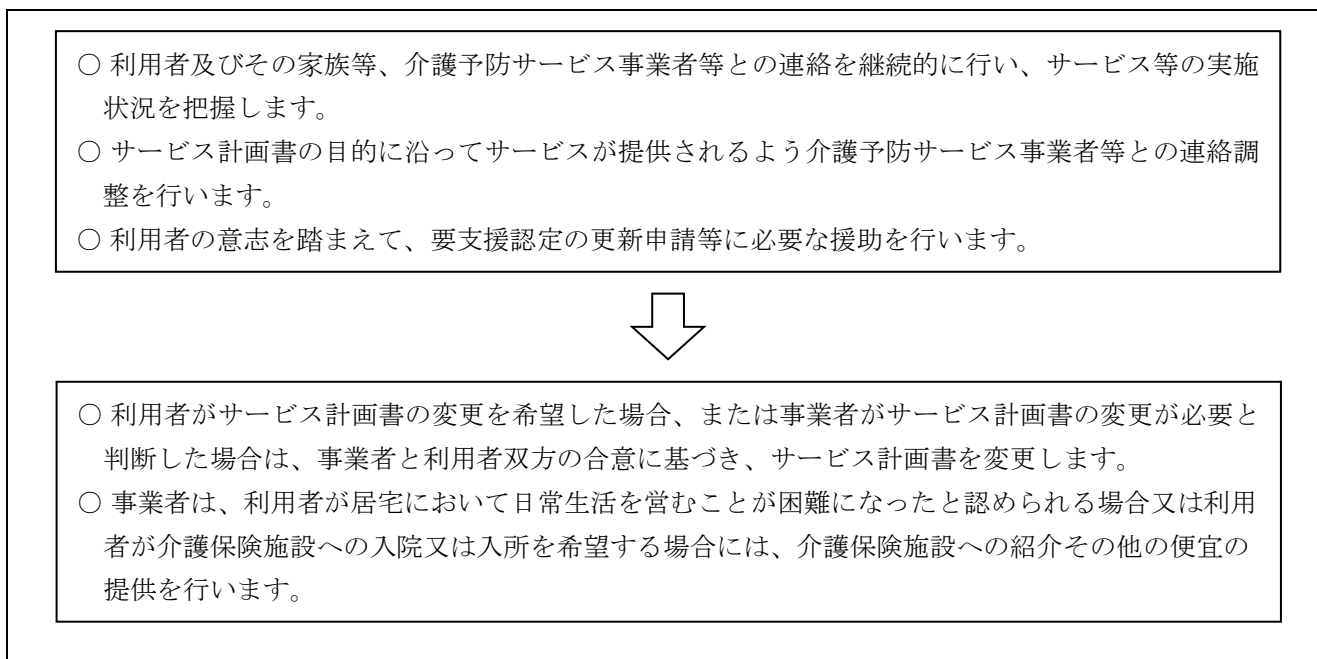 ○ 利用者及びその家族等、介護予防サービス事業者等との連絡を継続的に行い、サービス等の実施
状況を把握します。
○ サービス計画書の目的に沿ってサービスが提供されるよう介護予防サービス事業者等との連絡調
整を行います。
○ 利用者の意志を踏まえて、要支援認定の更新申請等に必要な援助を行います。
○ 利用者がサービス計画書の変更を希望した場合、または事業者がサービス計画書の変更が必要と
判断した場合は、事業者と利用者双方の合意に基づき、サービス計画書を変更します。
○ 事業者は、利用者が居宅において日常生活を営むことが困難になったと認められる場合又は利用
者が介護保険施設への入院又は入所を希望する場合には、介護保険施設への紹介その他の便宜の
提供を行います。